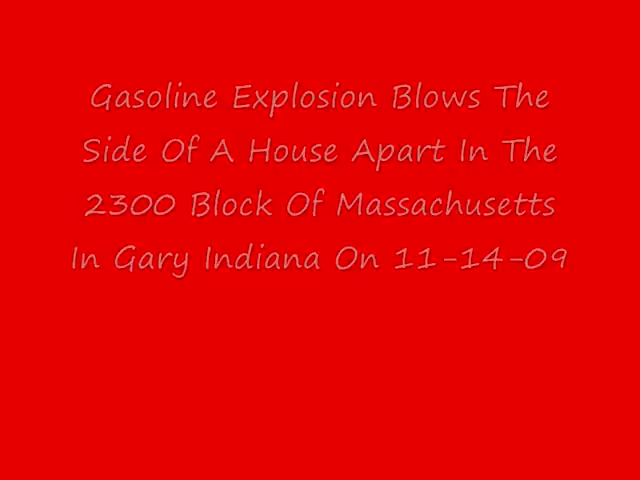 Gasoline Explosion Blows The
Side Of A House Apart In The
2300 Block Of Massachusetts
In Gary Indiana On 11-14-09